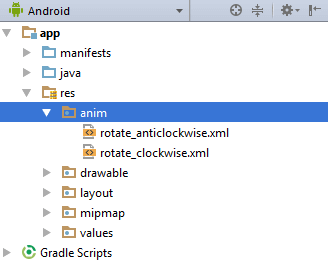 Android
app
manifests
java
res
anim
rotate_anticlockwise.xml
rotate_clockwise.xml
drawable
layout
mipmap
values
Gradle Scripts